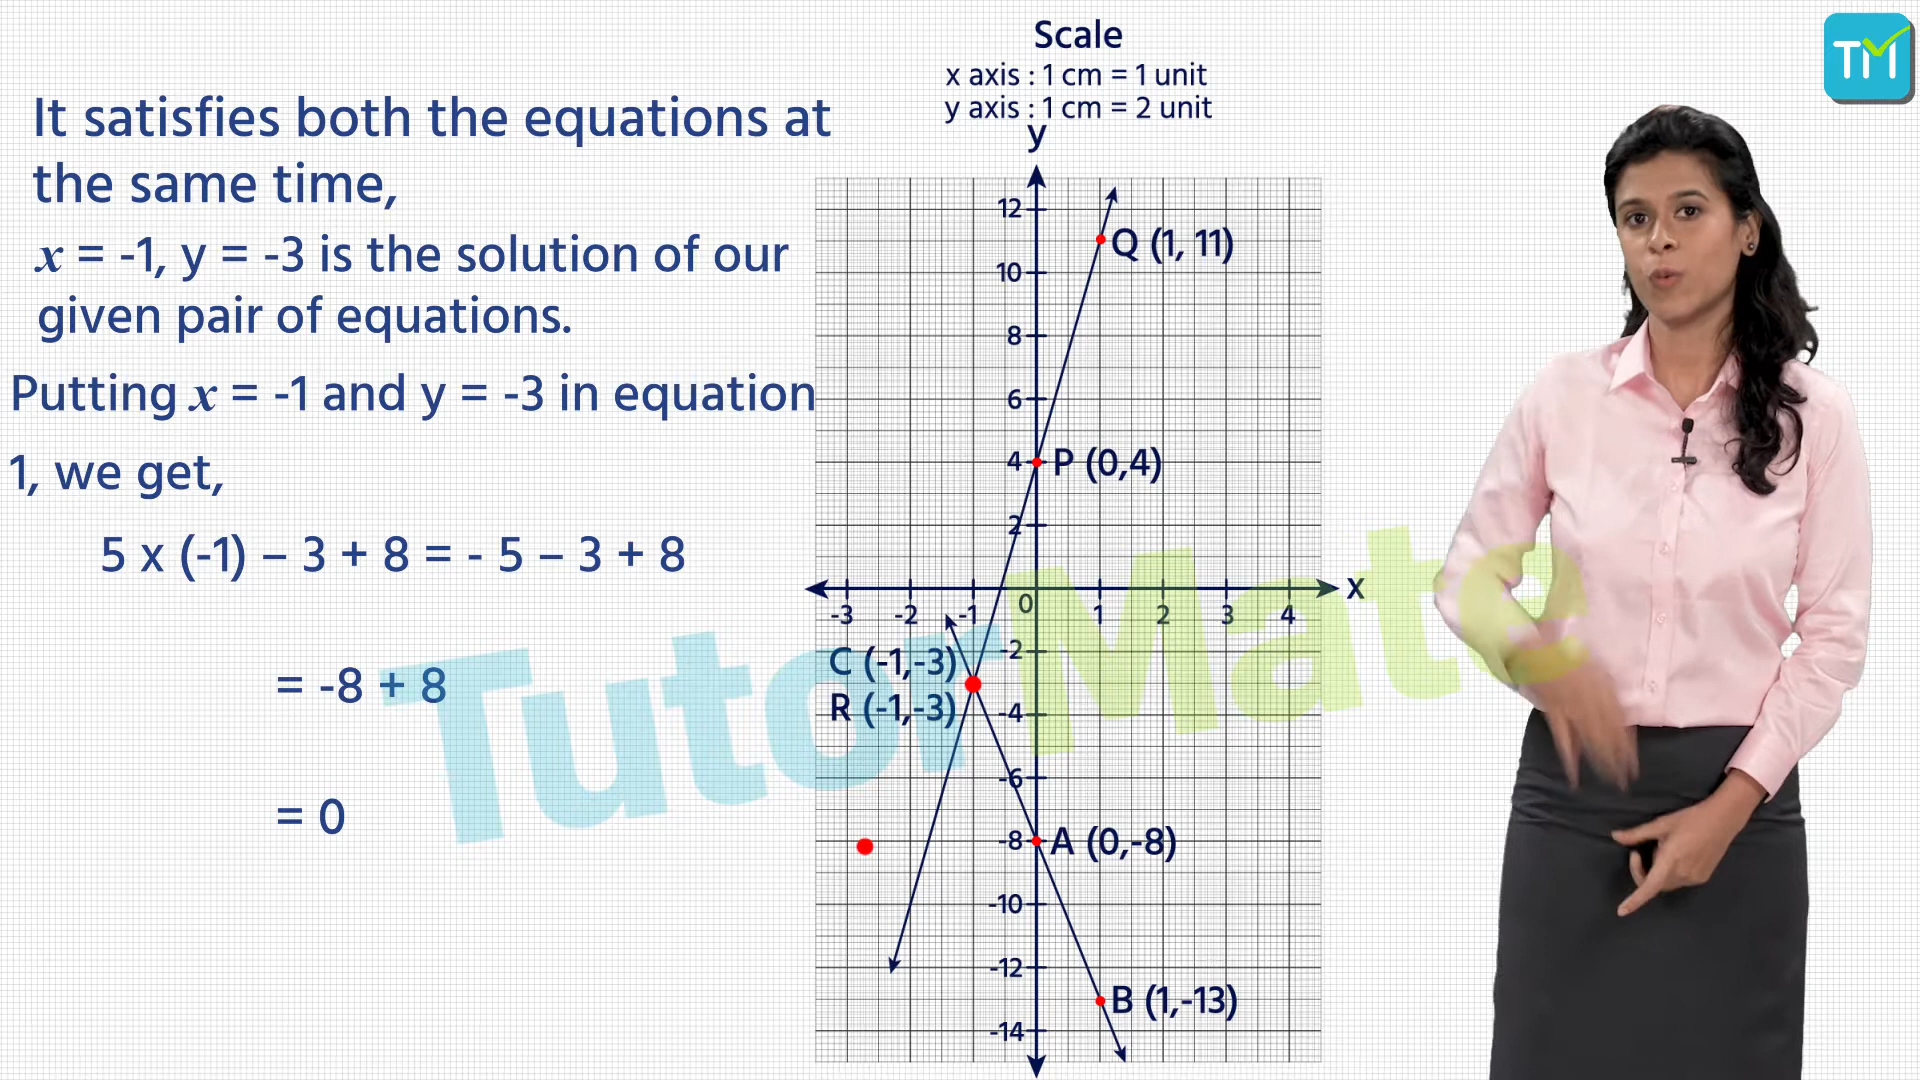 Scale
x axis : 1 cm = 1 unit
y axis : 1 cm = 2 unit
TM
It satisfies both the equations at
the same time,
x = -1, y = -3 is the solution of our
given pair of equations.
Putting x = -1 and y = -3 in equation
1, we get,
5 x (-1) – 3 + 8 = - 5 – 3 + 8
= -8 + 8
= 0
y
12
Q (1, 11)
10
8
6
4
P (0,4)
2
x
-3 -2 -1 0 1 2 3 4
C (-1,-3)
-2
R (-1,-3)
-4
-6
-8
A (0,-8)
-10
-12
B (1,-13)
-14
TutorMate